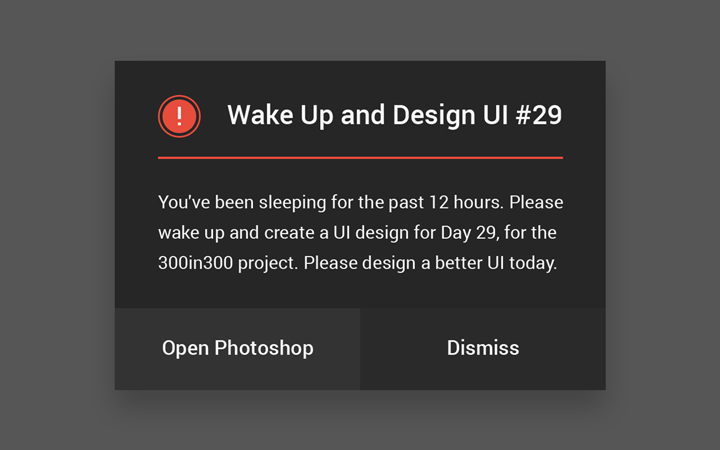 !
Wake Up and Design UI #29
You've been sleeping for the past 12 hours. Please
wake up and create a UI design for Day 29, for the
300in300 project. Please design a better UI today.
Open Photoshop
Dismiss